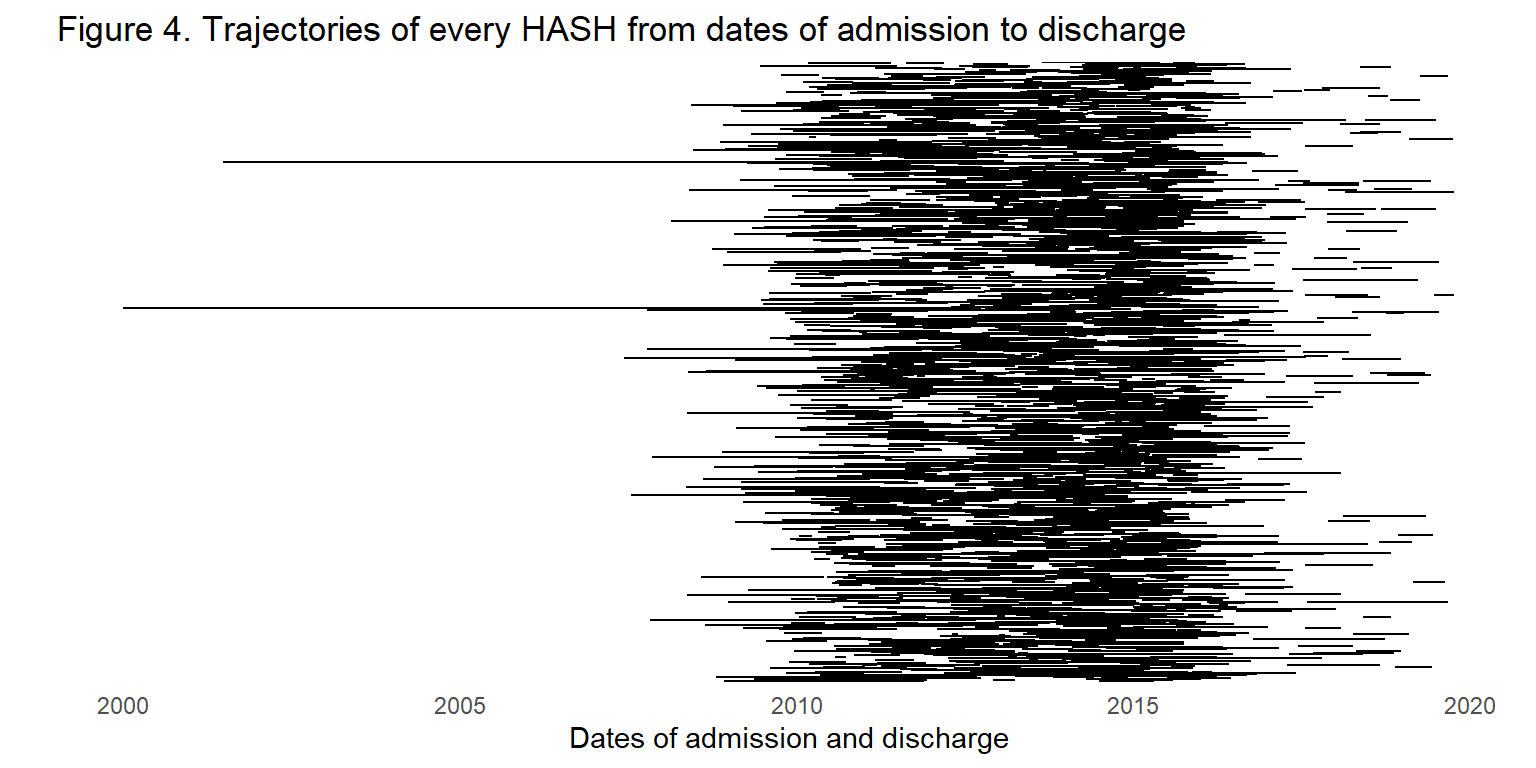 Figure 4. Trajectories of every HASH from dates of admission to discharge
2000 2005 2010 2015 2020
Dates of admission and discharge